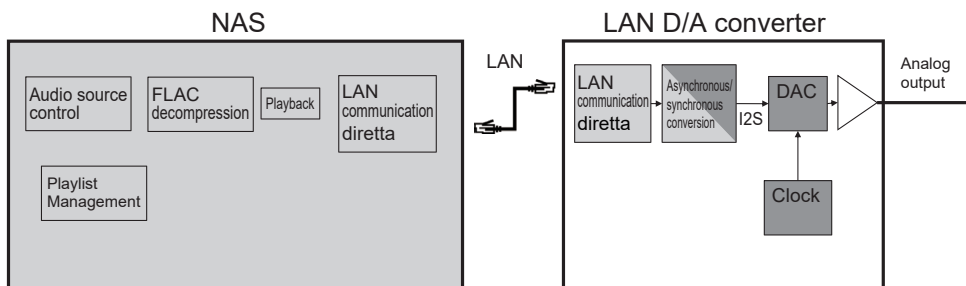 NAS
LAN D/A converter
Audio source
control
FLAC
decompression
Playback
LAN
communication
diretta
Playlist
Management
LAN
LAN
communication
diretta
Asynchronous/
synchronous
conversion
I2S
DAC
Clock
Analog
output